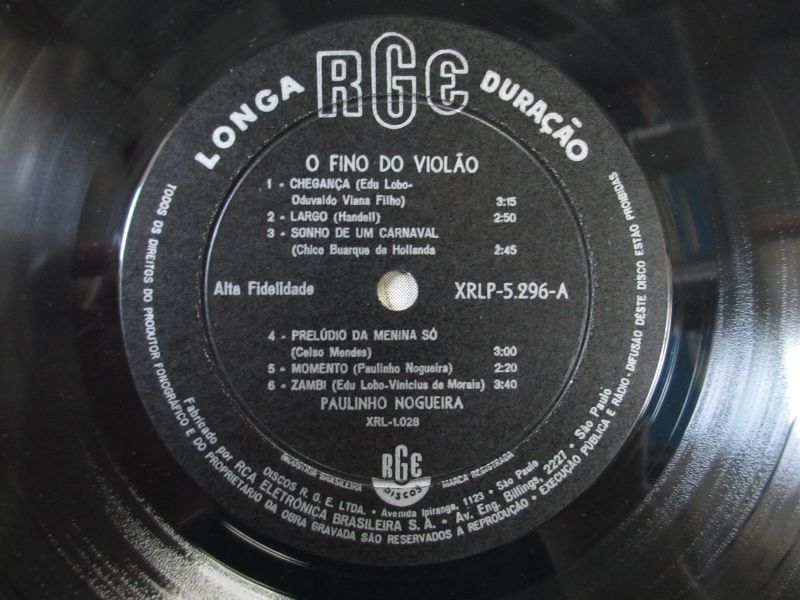 LONGA RGE DURAÇÃO
O FINO DO VIOLÃO
1 - CHEGANÇA (Edu Lobo-
Oduvaldo Viana Filho) 3:15
2 - LARGO (Handell) 2:50
3 - SONHO DE UM CARNAVAL
(Chico Buarque de Hollanda 2:45
Alta Fidelidade XRLP-5.296-A
4 - PRELÚDIO DA MENINA SÓ
(Celso Mendes) 3:00
5 - MOMENTO (Paulinho Nogueira) 2:20
6 - ZAMBI (Edu Lobo-Vinicius de Morais) 3:40
PAULINHO NOGUEIRA
XRL-1.028
INDÚSTRIA BRASILEIRA RGE DISCOS MARCA REGISTRADA
DISCOS R. G. E. LTDA. - Avenida Ipiranga, 1123 - São Paulo
Fabricado por RCA ELETRÔNICA BRASILEIRA S. A. - Av. Eng. Billings, 2227 - São Paulo
TODOS OS DIREITOS DO PRODUTOR FONOGRÁFICO E DO PROPRIETÁRIO DA OBRA GRAVADA SÃO RESERVADOS A REPRODUÇÃO - EXECUÇÃO PÚBLICA E RÁDIO - DIFUSÃO DÊSTE DISCO ESTÃO PROIBIDAS